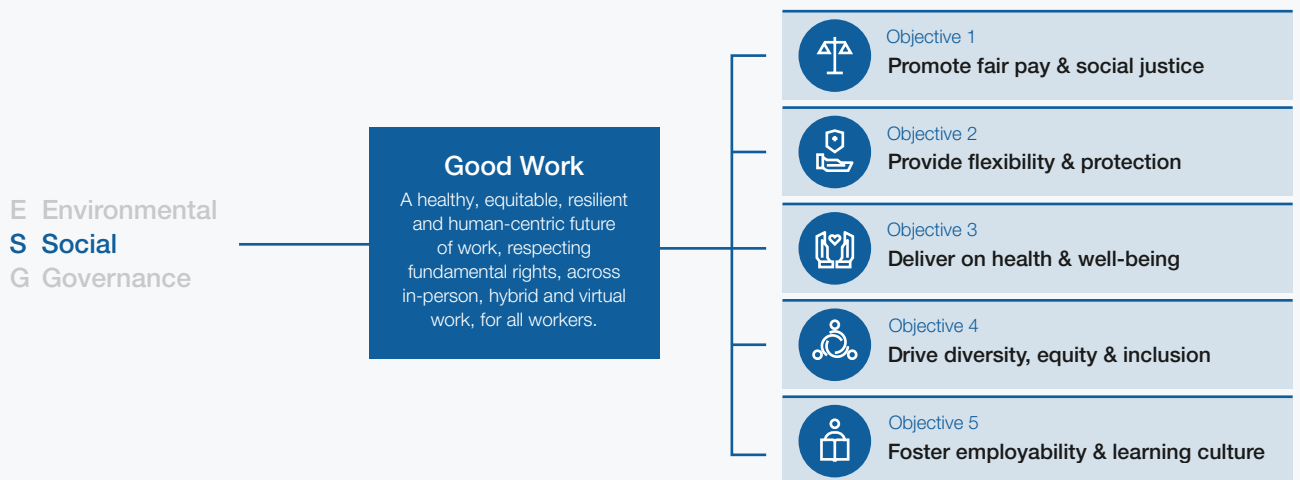 E Environmental
S Social
G Governance
Good Work
A healthy, equitable, resilient
and human-centric future
of work, respecting
fundamental rights, across
in-person, hybrid and virtual
work, for all workers.
Objective 1
Promote fair pay & social justice
Objective 2
Provide flexibility & protection
Objective 3
Deliver on health & well-being
Objective 4
Drive diversity, equity & inclusion
Objective 5
Foster employability & learning culture